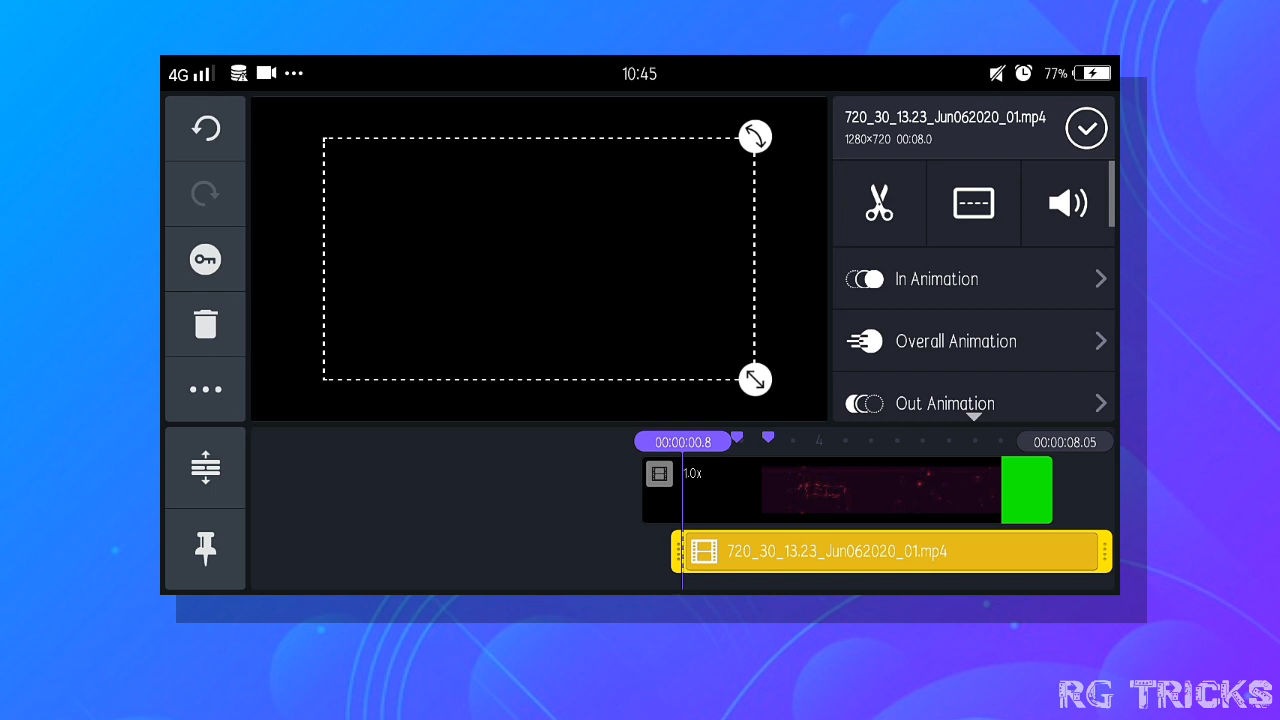 4G 10:45 77%
720_30_13.23_Jun062020_01.mp4
1280×720 00:08.0
In Animation
Overall Animation
Out Animation
00:00:00.8 4 00:00:08.05
1.0x
720_30_13.23_Jun062020_01.mp4
RG TRICKS